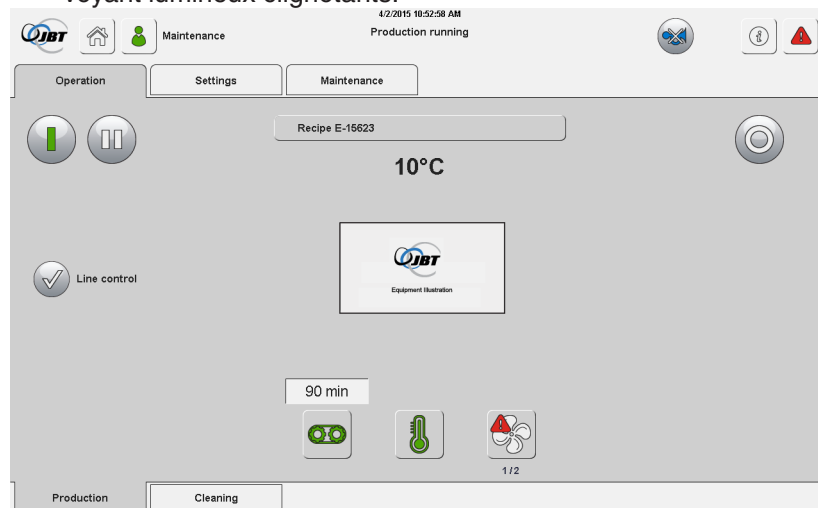 voyant lumineux clignotants.
4/2/2015 10:52:58 AM
JBT
Maintenance
Production running
Operation
Settings
Maintenance
Recipe E-15623
10°C
JBT
Equipment Illustration
Line control
90 min
1/2
Production
Cleaning